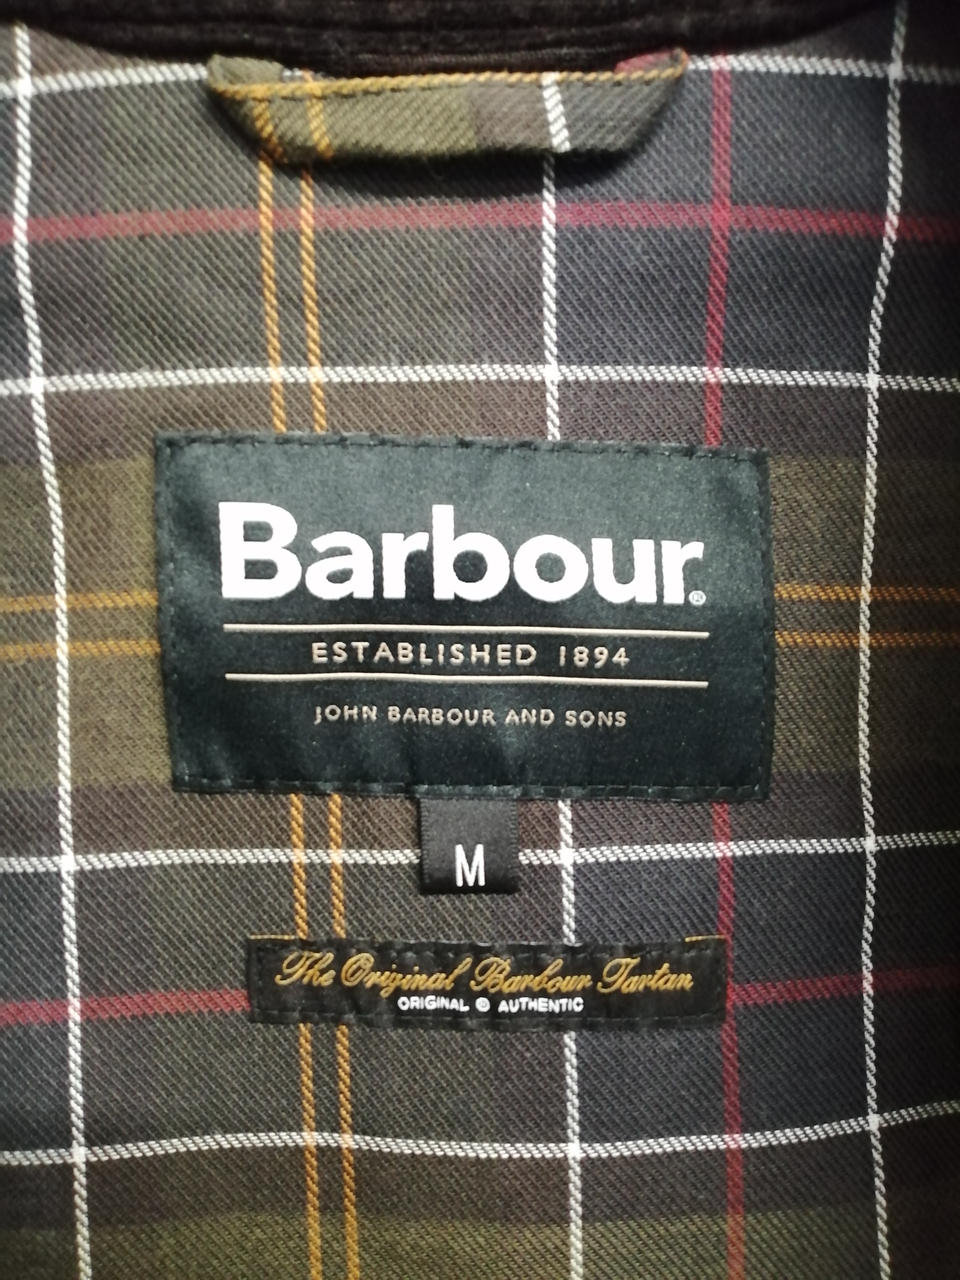 Barbour®
ESTABLISHED 1894
JOHN BARBOUR AND SONS
M
The Original Barbour Tartan
ORIGINAL ® AUTHENTIC